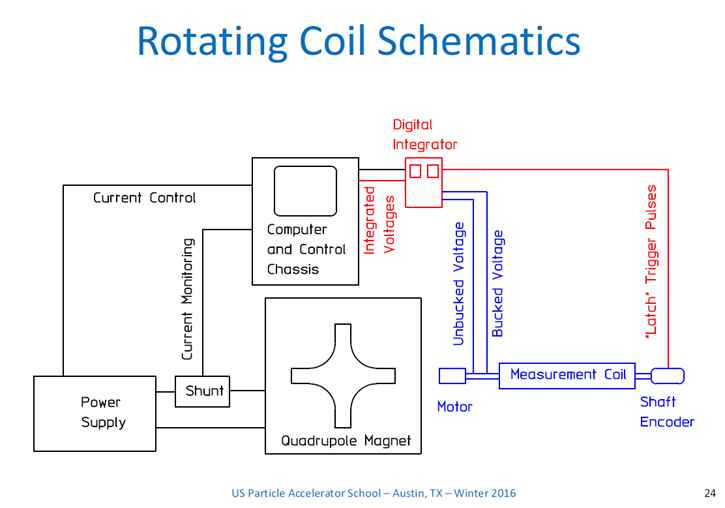 Rotating Coil Schematics
Digital
Integrator
Current Control
Computer
and Control
Chassis
Integrated
Voltages
Current Monitoring
Unbucked Voltage
Bucked Voltage
"Latch" Trigger Pulses
Shunt
Power
Supply
Quadrupole Magnet
Measurement Coil
Motor
Shaft
Encoder
US Particle Accelerator School – Austin, TX – Winter 2016
24